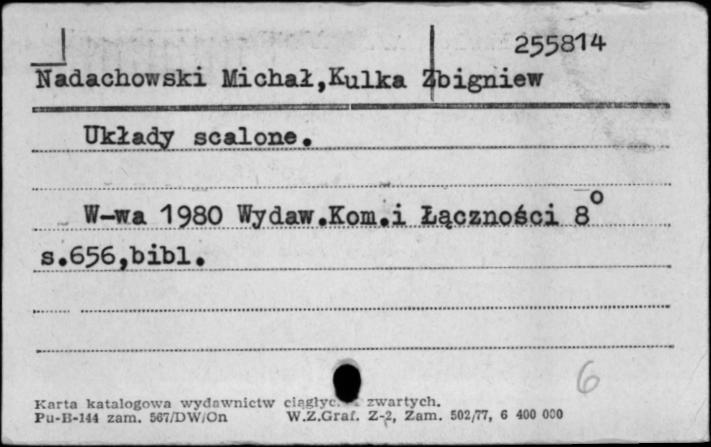 255814
Nadachowski Michał,Kulka Zbigniew
Układy scalone.
W-wa 1980 Wydaw.Kom.i Łączności 8°
s.656,bibl.
6
Karta katalogowa wydawnictw zwartych.
Pu-B-144 zam. 567/DW/On W.Z.Graf. Z-2, Zam. 502/77, 6 400 000